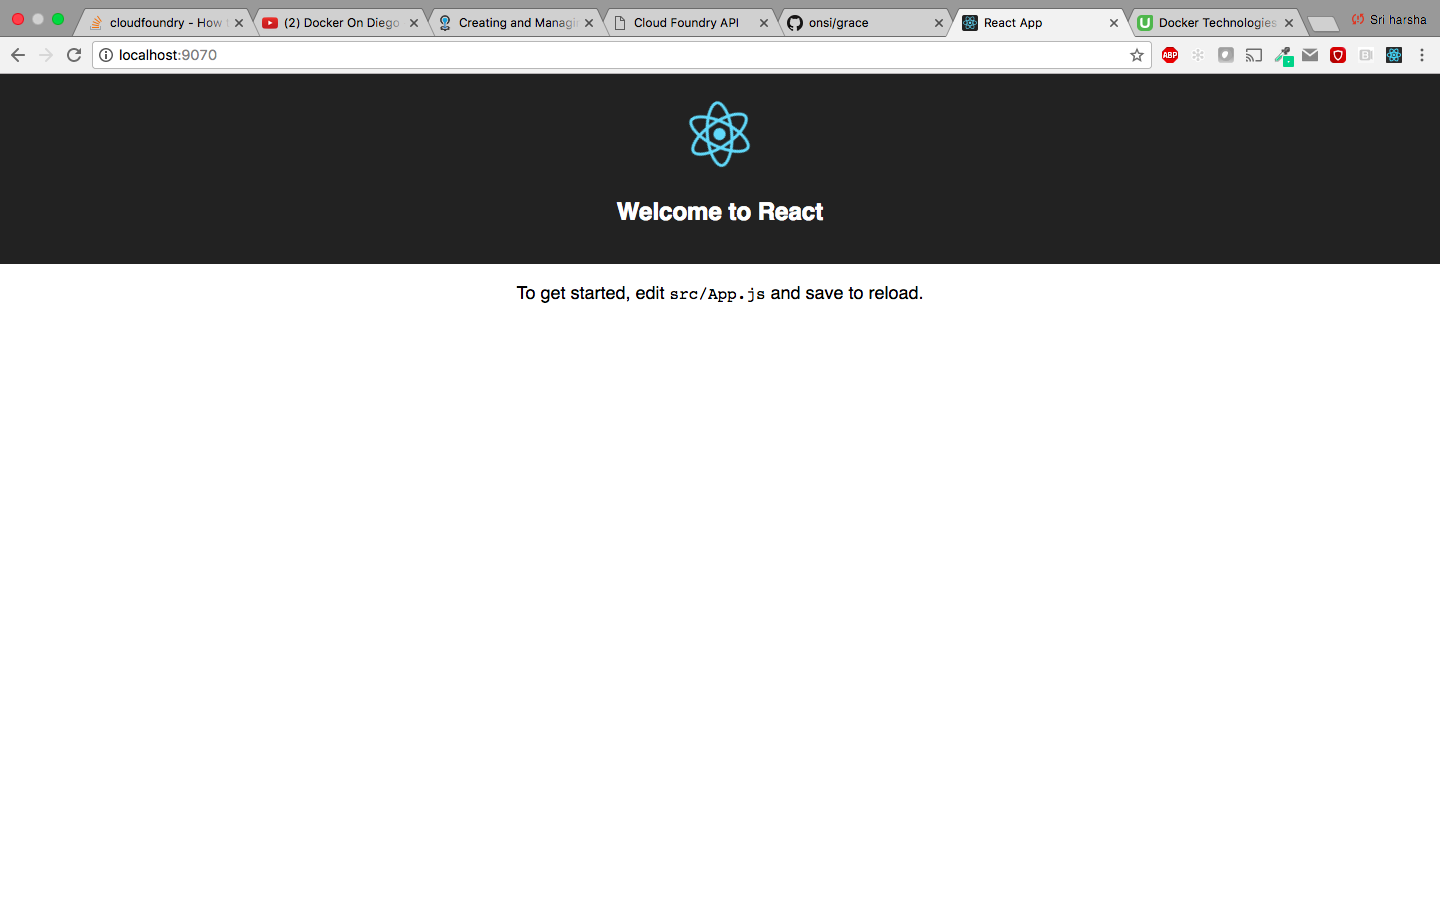 cloudfoundry - How t
(2) Docker On Diego
Creating and Managi
Cloud Foundry API
onsi/grace
React App
Docker Technologies
Sri harsha
localhost:9070
ABP
Welcome to React
To get started, edit src/App.js and save to reload.